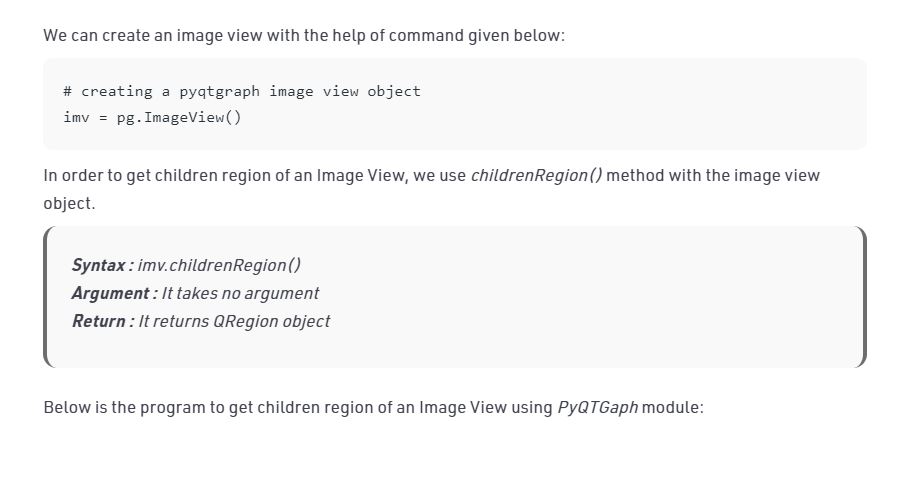 We can create an image view with the help of command given below:
# creating a pyqtgraph image view object
imv = pg.ImageView()
In order to get children region of an Image View, we use childrenRegion() method with the image view
object.
Syntax : imv.childrenRegion()
Argument : It takes no argument
Return : It returns QRegion object
Below is the program to get children region of an Image View using PyQTGaph module: